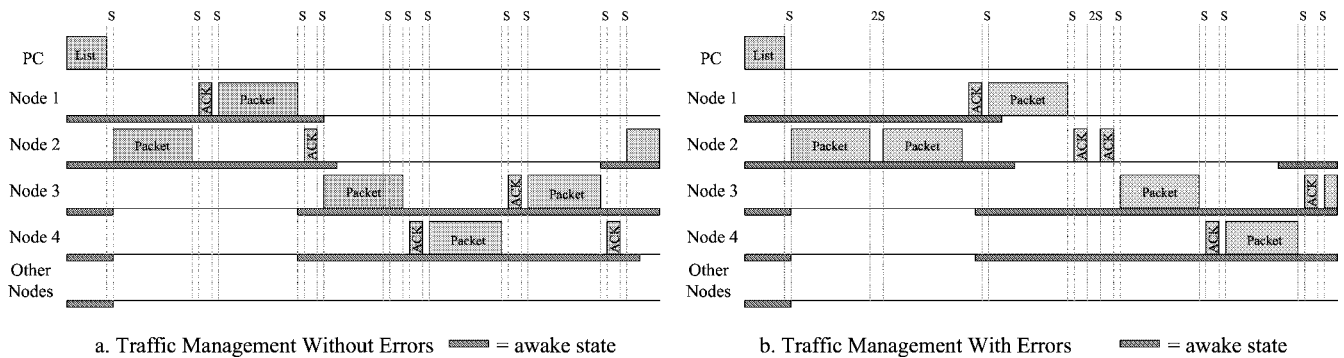 S S S S S S S S S S
PC List
Node 1 ACK Packet
Node 2 Packet ACK
Node 3 Packet ACK Packet
Node 4 ACK Packet ACK
Other
Nodes
a. Traffic Management Without Errors = awake state
S 2S S S 2S S S S S S
PC List
Node 1 ACK Packet
Node 2 Packet Packet ACK ACK
Node 3 Packet ACK
Node 4 ACK Packet
Other
Nodes
b. Traffic Management With Errors = awake state